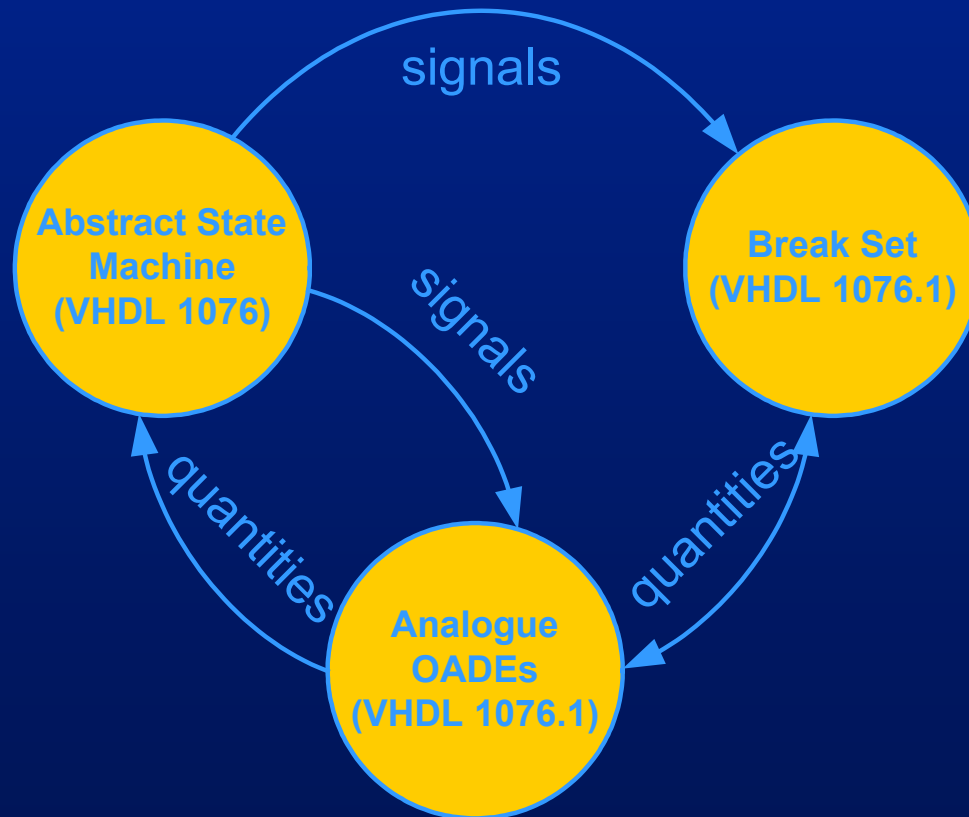 signals
Abstract State
Machine
(VHDL 1076)
Break Set
(VHDL 1076.1)
signals
quantities
quantities
Analogue
OADEs
(VHDL 1076.1)